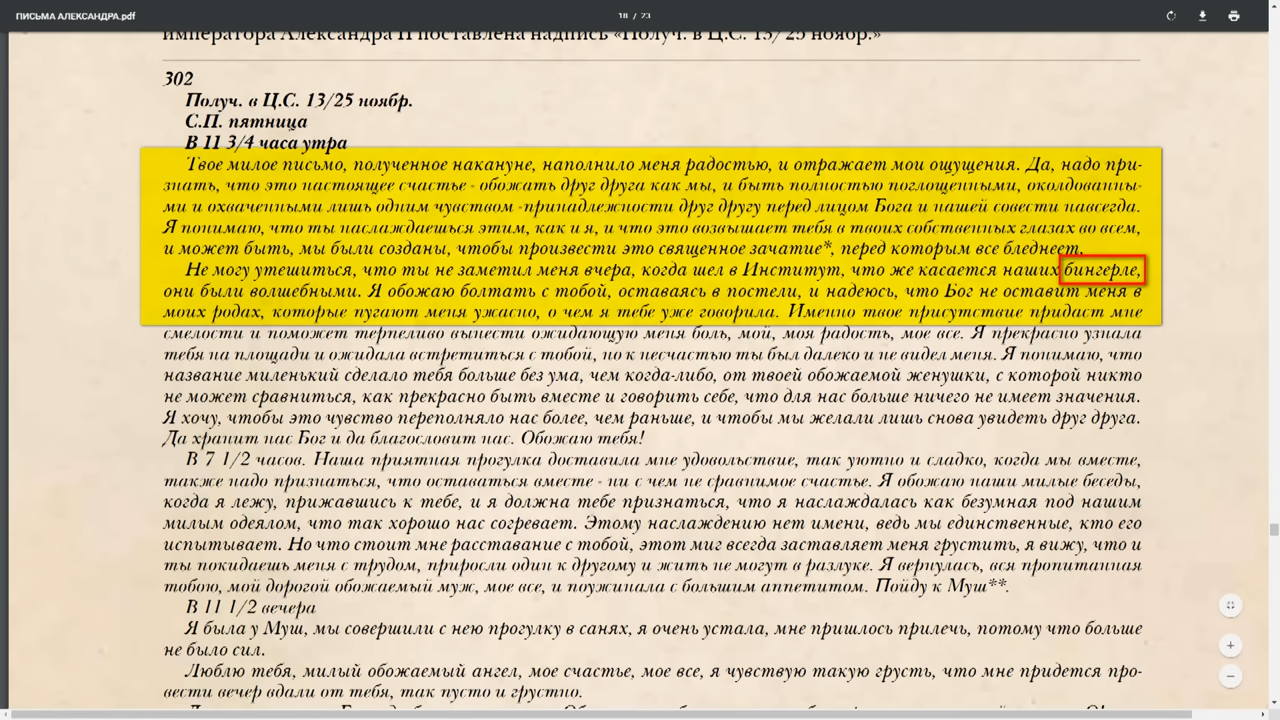 ПИСЬМА АЛЕКСАНДРА.pdf
18 / 23
императора Александра II поставлена надпись «Получ. в Ц.С. 13/25 ноябр.»
302
Получ. в Ц.С. 13/25 ноябр.
С.П. пятница
В 11 3/4 часа утра
Твое милое письмо, полученное накануне, наполнило меня радостью, и отражает мои ощущения. Да, надо при-
знать, что это настоящее счастье - обожать друг друга как мы, и быть полностью поглощенными, околдованны-
ми и охваченными лишь одним чувством -принадлежности друг другу перед лицом Бога и нашей совести навсегда.
Я понимаю, что ты наслаждаешься этим, как и я, и что это возвышает тебя в твоих собственных глазах во всем,
и может быть, мы были созданы, чтобы произвести это священное зачатие*, перед которым все бледнеет.
Не могу утешиться, что ты не заметил меня вчера, когда шел в Институт, что же касается наших бингерле,
они были волшебными. Я обожаю болтать с тобой, оставаясь в постели, и надеюсь, что Бог не оставит меня в
моих родах, которые пугают меня ужасно, о чем я тебе уже говорила. Именно твое присутствие придаст мне
смелости и поможет терпеливо вынести ожидающую меня боль, мой, моя радость, мое все. Я прекрасно узнала
тебя на площади и ожидала встретиться с тобой, но к несчастью ты был далеко и не видел меня. Я понимаю, что
название миленький сделало тебя больше без ума, чем когда-либо, от твоей обожаемой женушки, с которой никто
не может сравниться, как прекрасно быть вместе и говорить себе, что для нас больше ничего не имеет значения.
Я хочу, чтобы это чувство переполняло нас более, чем раньше, и чтобы мы желали лишь снова увидеть друг друга.
Да хранит нас Бог и да благословит нас. Обожаю тебя!
В 7 1/2 часов. Наша приятная прогулка доставила мне удовольствие, так уютно и сладко, когда мы вместе,
также надо признаться, что оставаться вместе - ни с чем не сравнимое счастье. Я обожаю наши милые беседы,
когда я лежу, прижавшись к тебе, и я должна тебе признаться, что я наслаждалась как безумная под нашим
милым одеялом, что так хорошо нас согревает. Этому наслаждению нет имени, ведь мы единственные, кто его
испытывает. Но что стоит мне расставание с тобой, этот миг всегда заставляет меня грустить, я вижу, что и
ты покидаешь меня с трудом, приросли один к другому и жить не могут в разлуке. Я вернулась, вся пропитанная
тобою, мой дорогой обожаемый муж, мое все, и поужинала с большим аппетитом. Пойду к Муш**.
В 11 1/2 вечера
Я была у Муш, мы совершили с нею прогулку в санях, я очень устала, мне пришлось прилечь, потому что больше
не было сил.
Люблю тебя, милый обожаемый ангел, мое счастье, мое все, я чувствую такую грусть, что мне придется про-
вести вечер вдали от тебя, так пусто и грустно.